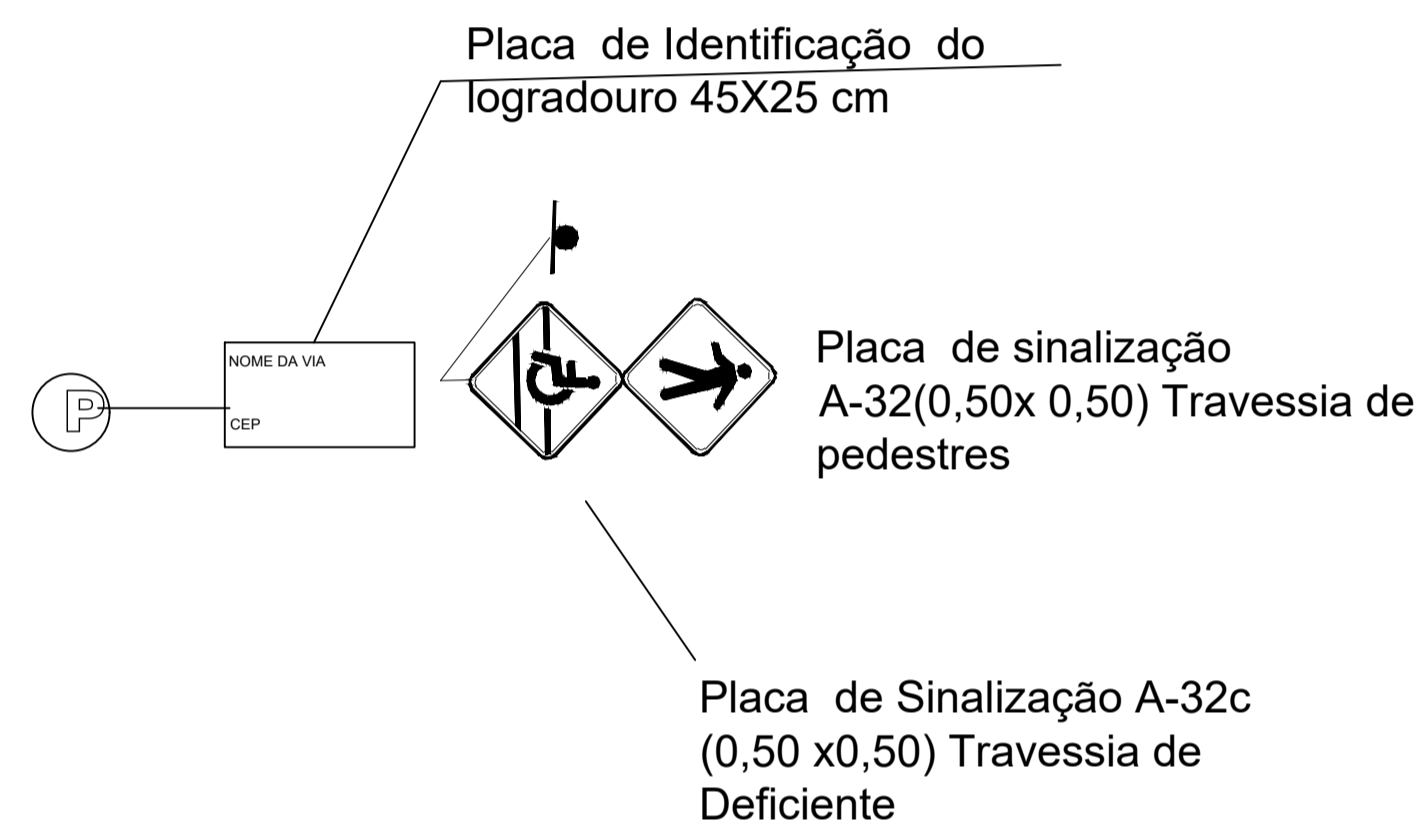 Placa de Identificação do
logradouro 45X25 cm
NOME DA VIA
CEP
P
Placa de sinalização
A-32(0,50x 0,50) Travessia de
pedestres
Placa de Sinalização A-32c
(0,50 x0,50) Travessia de
Deficiente